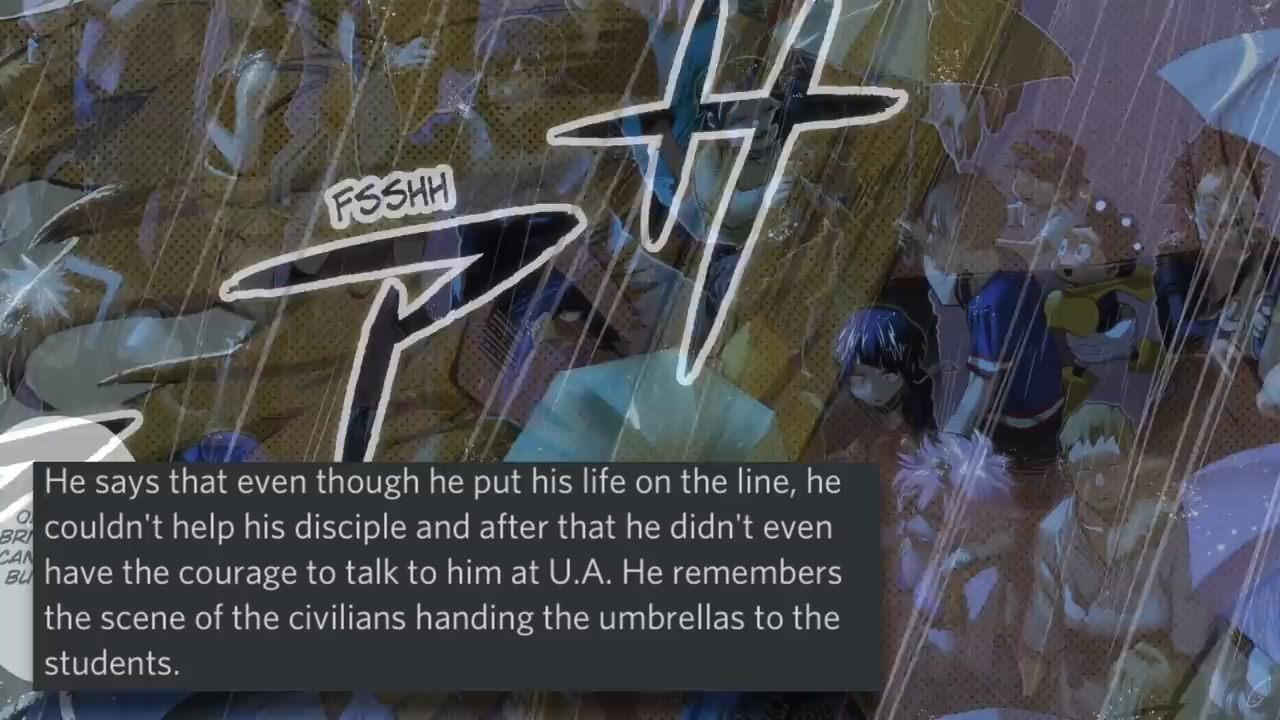 ザ
FSSHH
ア
He says that even though he put his life on the line, he
couldn't help his disciple and after that he didn't even
have the courage to talk to him at U.A. He remembers
the scene of the civilians handing the umbrellas to the
students.